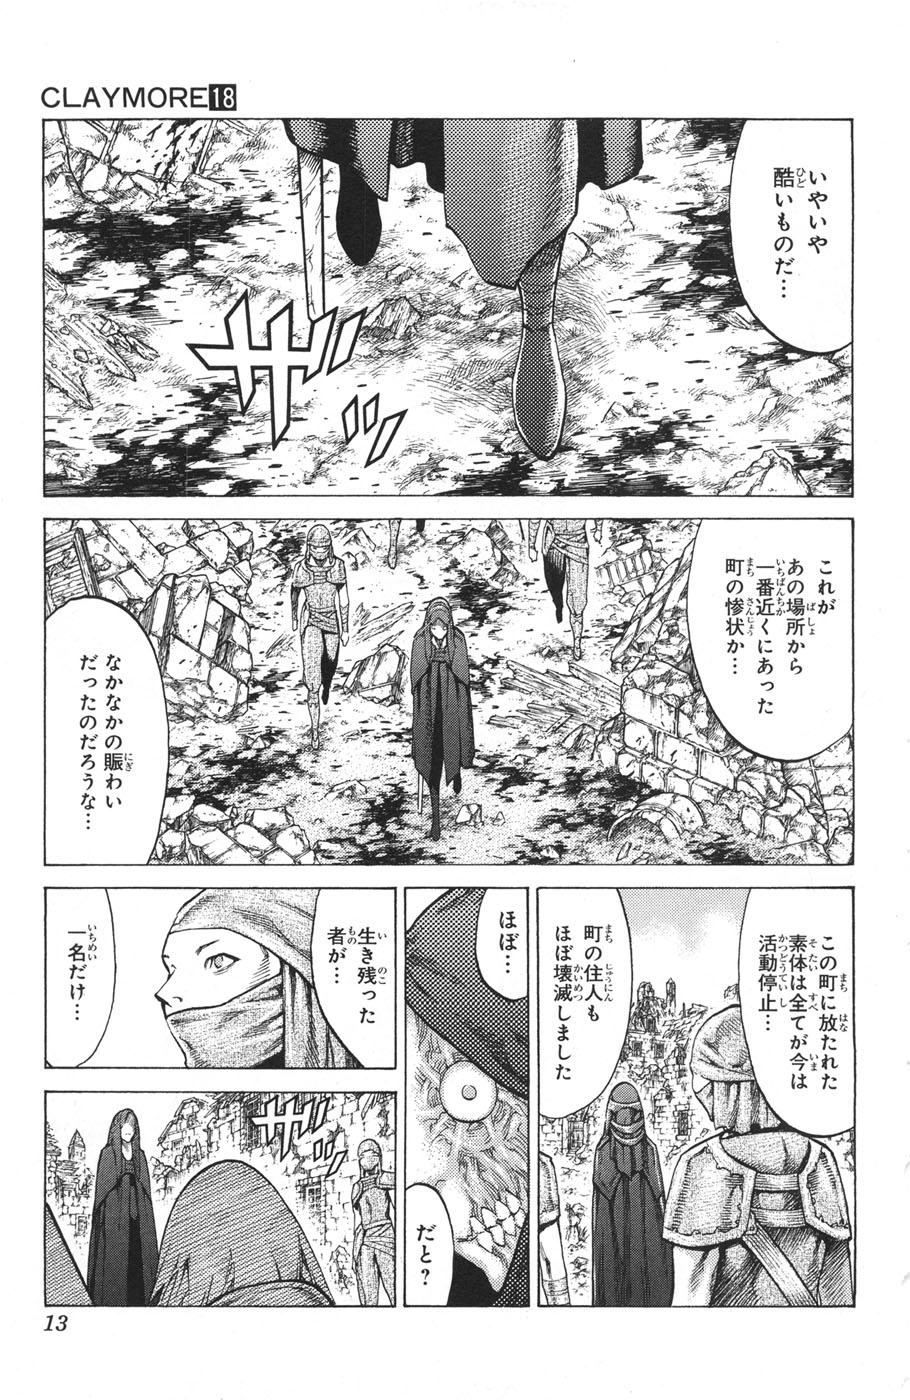 CLAYMORE 18
いやいや
酷いものだ…
ザ
ザッ
これが
あの場所から
一番近くにあった
町の惨状か…
なかなかの賑わい
だったのだろうな…
この町に放たれた
素体は全てが今は
活動停止…
町の住人も
ほぼ壊滅しました
ほぼ…
だと?
生き残った
者が…
一名だけ…
ザッ
13